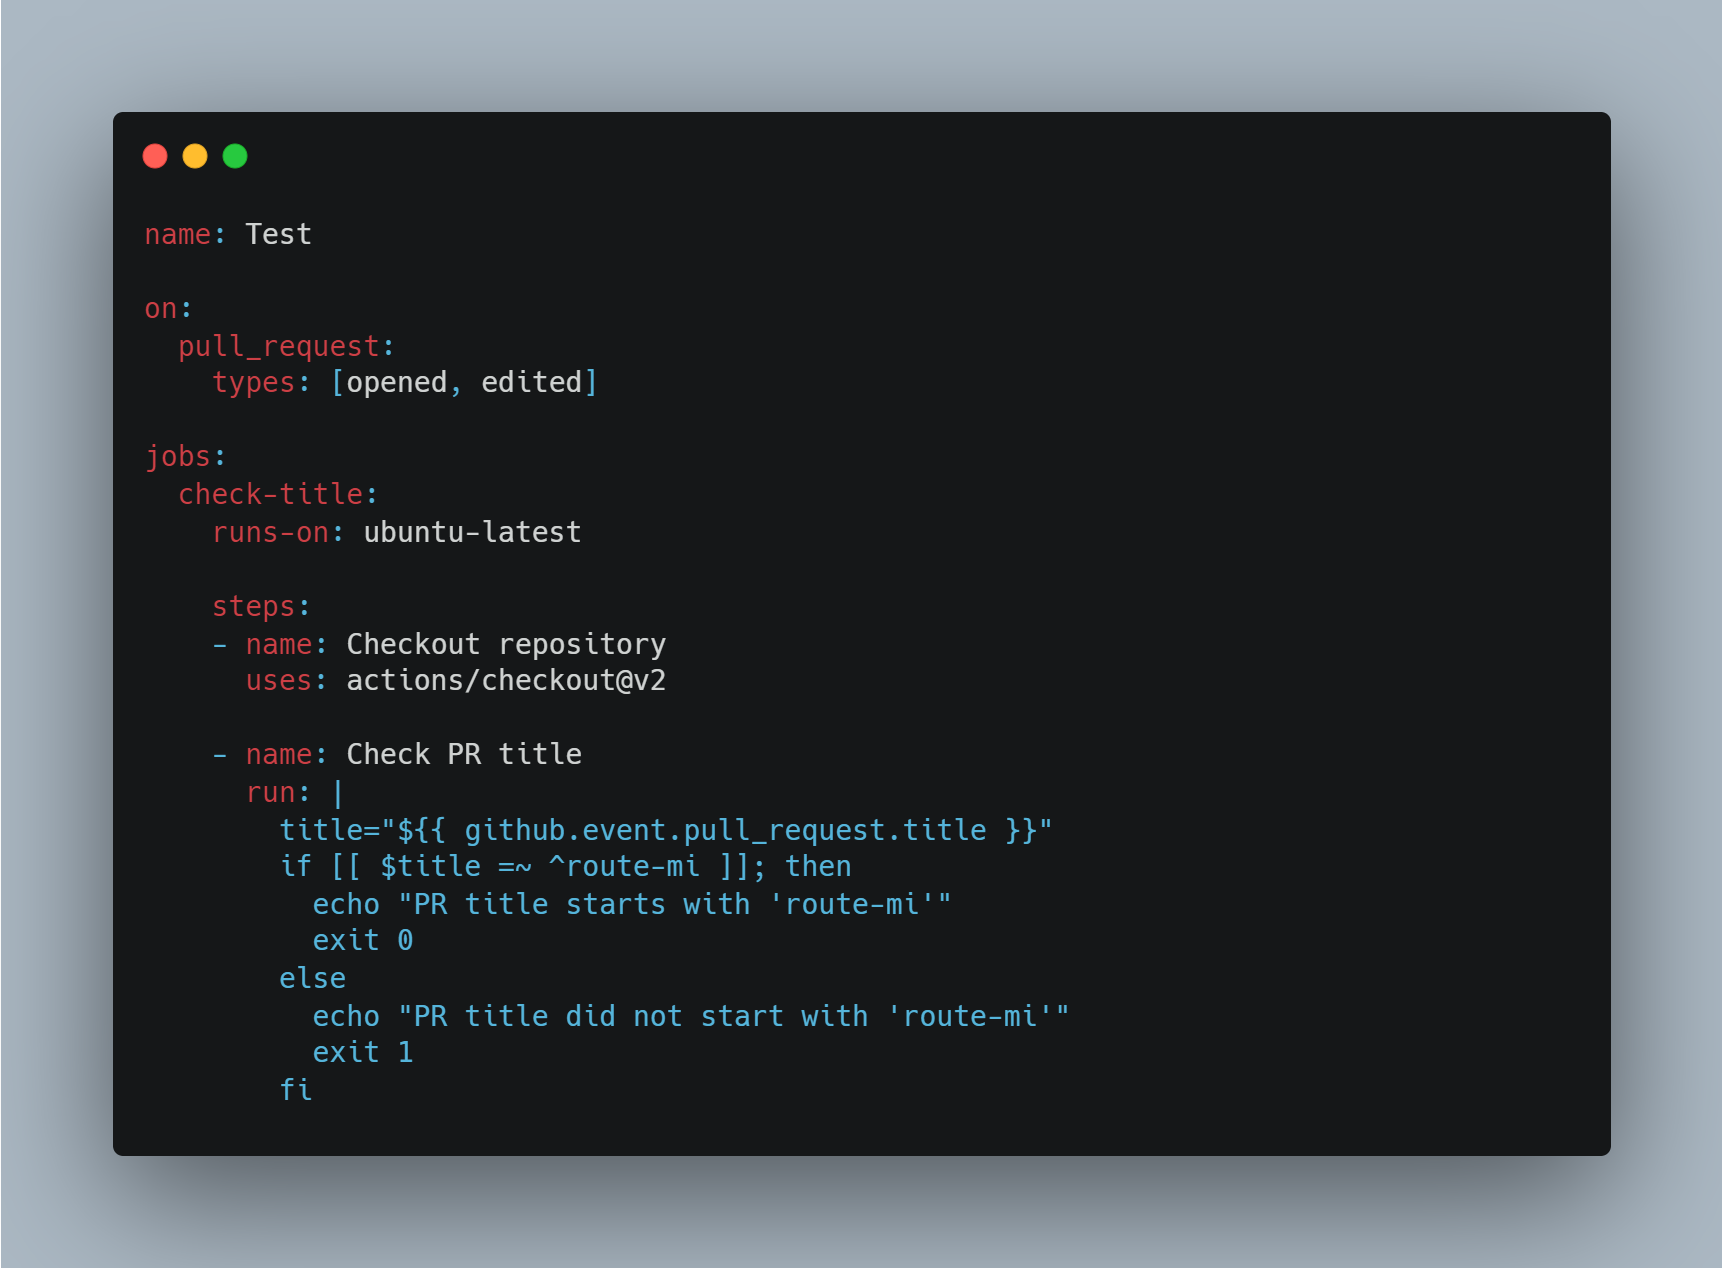 name: Test

on:
  pull_request:
    types: [opened, edited]

jobs:
  check-title:
    runs-on: ubuntu-latest

    steps:
    - name: Checkout repository
      uses: actions/checkout@v2

    - name: Check PR title
      run: |
        title="${{ github.event.pull_request.title }}"
        if [[ $title =~ ^route-mi ]]; then
          echo "PR title starts with 'route-mi'"
          exit 0
        else
          echo "PR title did not start with 'route-mi'"
          exit 1
        fi